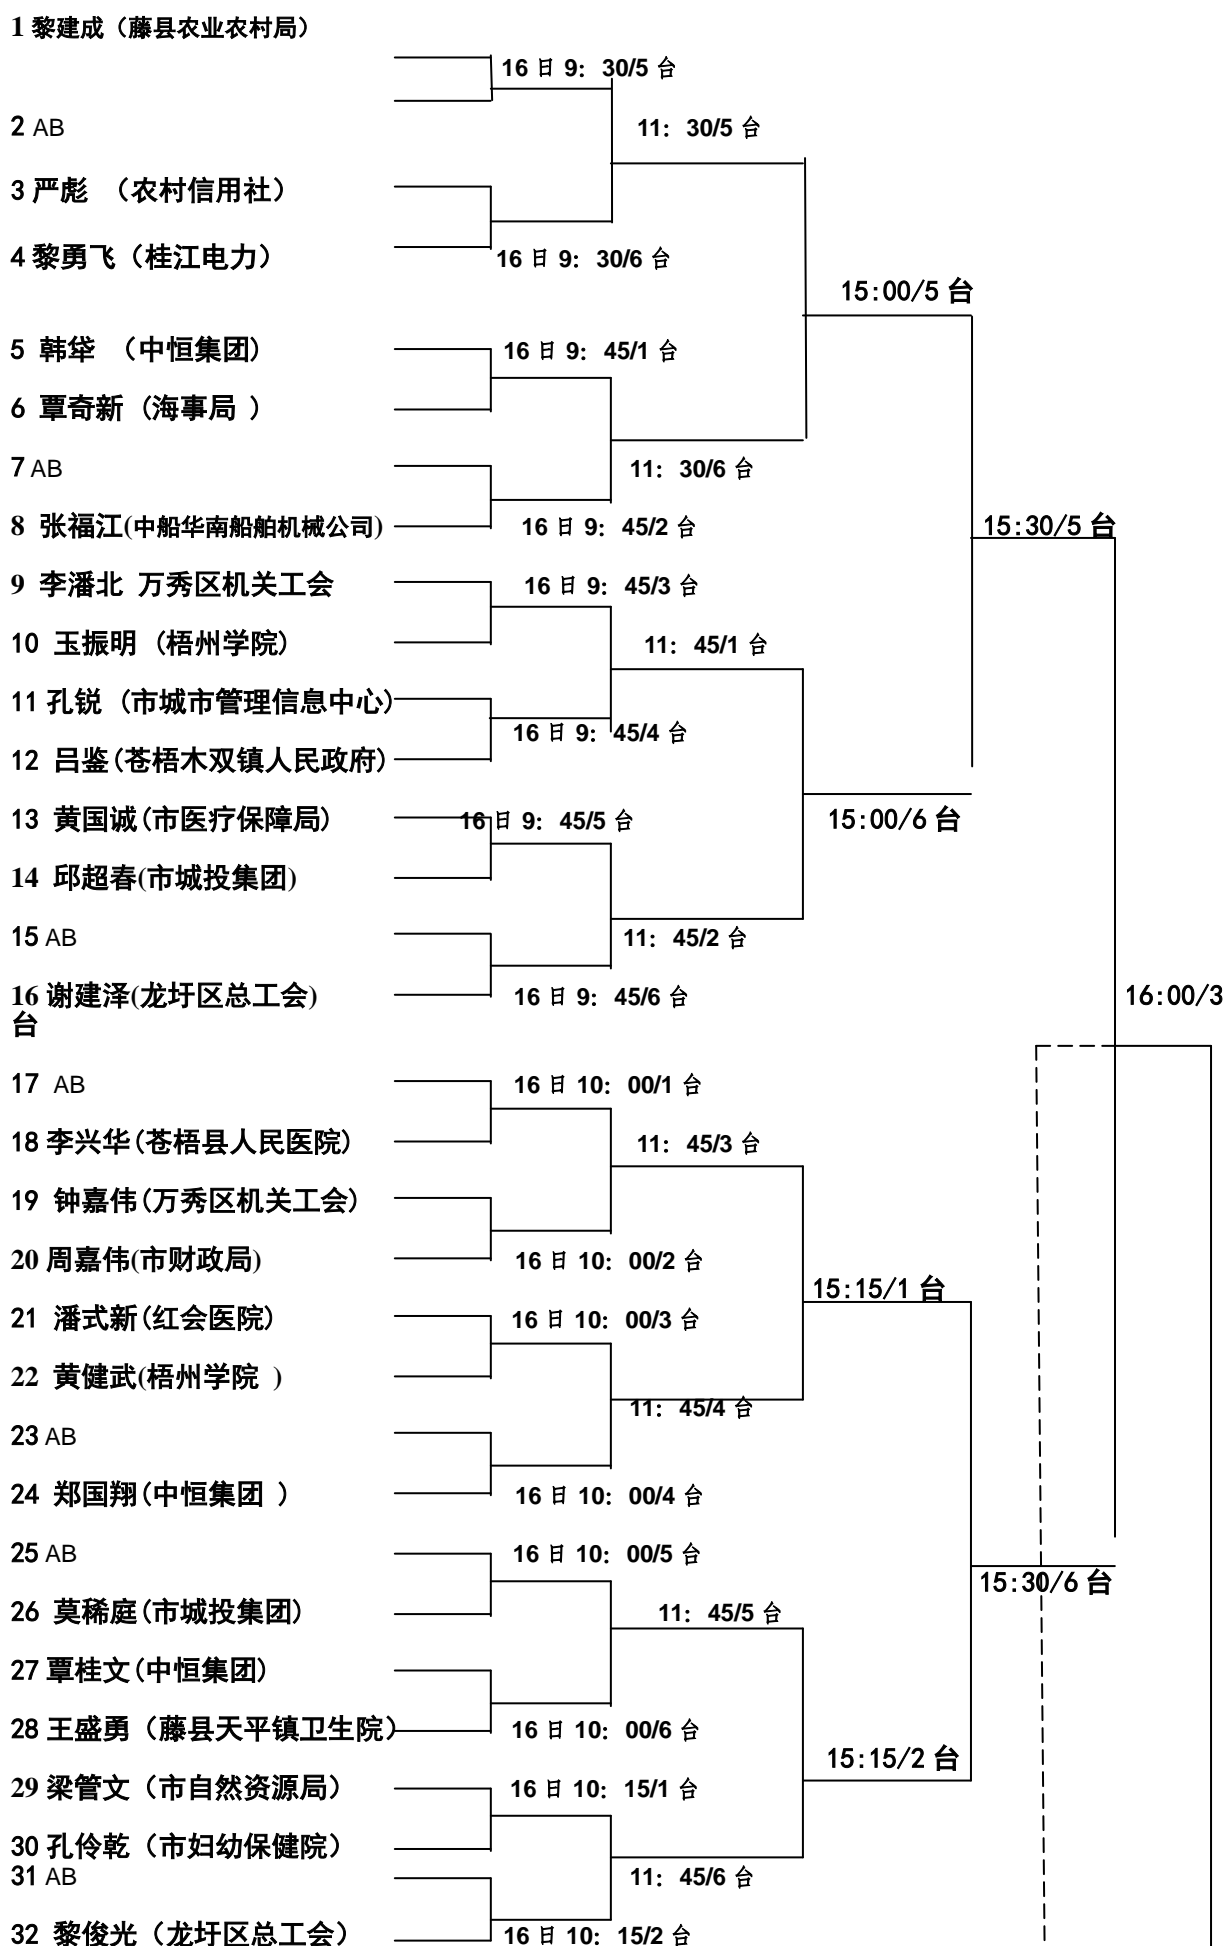 1 黎建成（藤县农业农村局）
16 日 9：30/5 台
2 AB
11：30/5 台
3 严彪 （农村信用社）
4 黎勇飞（桂江电力）
16 日 9：30/6 台
15:00/5 台
5 韩牮 （中恒集团)
16 日 9：45/1 台
6 覃奇新 (海事局 ）
7 AB
11：30/6 台
8 张福江(中船华南船舶机械公司)
16 日 9：45/2 台
15:30/5 台
9 李潘北 万秀区机关工会
16 日 9：45/3 台
10 玉振明 (梧州学院)
11：45/1 台
11 孔锐 (市城市管理信息中心)
16 日 9：45/4 台
12 吕鉴(苍梧木双镇人民政府)
13 黄国诚(市医疗保障局)
16 日 9：45/5 台
15:00/6 台
14 邱超春(市城投集团)
15 AB
11：45/2 台
16 谢建泽(龙圩区总工会)
16 日 9：45/6 台
16:00/3
台
17 AB
16 日 10：00/1 台
18 李兴华(苍梧县人民医院)
11：45/3 台
19 钟嘉伟(万秀区机关工会)
20 周嘉伟(市财政局)
16 日 10：00/2 台
15:15/1 台
21 潘式新(红会医院)
16 日 10：00/3 台
22 黄健武(梧州学院 )
11：45/4 台
23 AB
24 郑国翔(中恒集团 ）
16 日 10：00/4 台
25 AB
16 日 10：00/5 台
15:30/6 台
26 莫稀庭(市城投集团)
11：45/5 台
27 覃桂文(中恒集团)
28 王盛勇（藤县天平镇卫生院）
16 日 10：00/6 台
15:15/2 台
29 梁管文（市自然资源局）
16 日 10：15/1 台
30 孔伶乾（市妇幼保健院）
31 AB
11：45/6 台
32 黎俊光（龙圩区总工会）
16 日 10：15/2 台